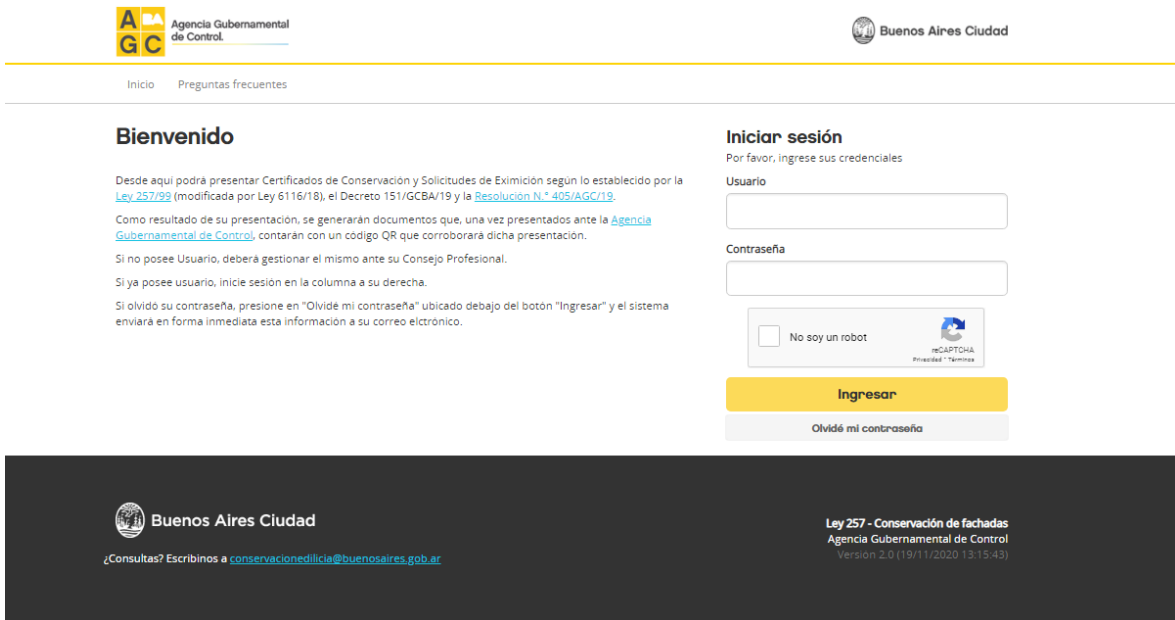 A BA
G C
Agencia Gubernamental
de Control.
Buenos Aires Ciudad
Inicio
Preguntas frecuentes
Bienvenido
Desde aquí podrá presentar Certificados de Conservación y Solicitudes de Eximición según lo establecido por la
Ley 257/99 (modificada por Ley 6116/18), el Decreto 151/GCBA/19 y la Resolución N.° 405/AGC/19.
Como resultado de su presentación, se generarán documentos que, una vez presentados ante la Agencia
Gubernamental de Control, contarán con un código QR que corroborará dicha presentación.
Si no posee Usuario, deberá gestionar el mismo ante su Consejo Profesional.
Si ya posee usuario, inicie sesión en la columna a su derecha.
Si olvidó su contraseña, presione en "Olvidé mi contraseña" ubicado debajo del botón "Ingresar" y el sistema
enviará en forma inmediata esta información a su correo elctrónico.
Iniciar sesión
Por favor, ingrese sus credenciales
Usuario
Contraseña
No soy un robot
reCAPTCHA
Privacidad - Términos
Ingresar
Olvidé mi contraseña
Buenos Aires Ciudad
¿Consultas? Escribinos a conservacionedilicia@buenosaires.gob.ar
Ley 257 - Conservación de fachadas
Agencia Gubernamental de Control
Versión 2.0 (19/11/2020 13:15:43)